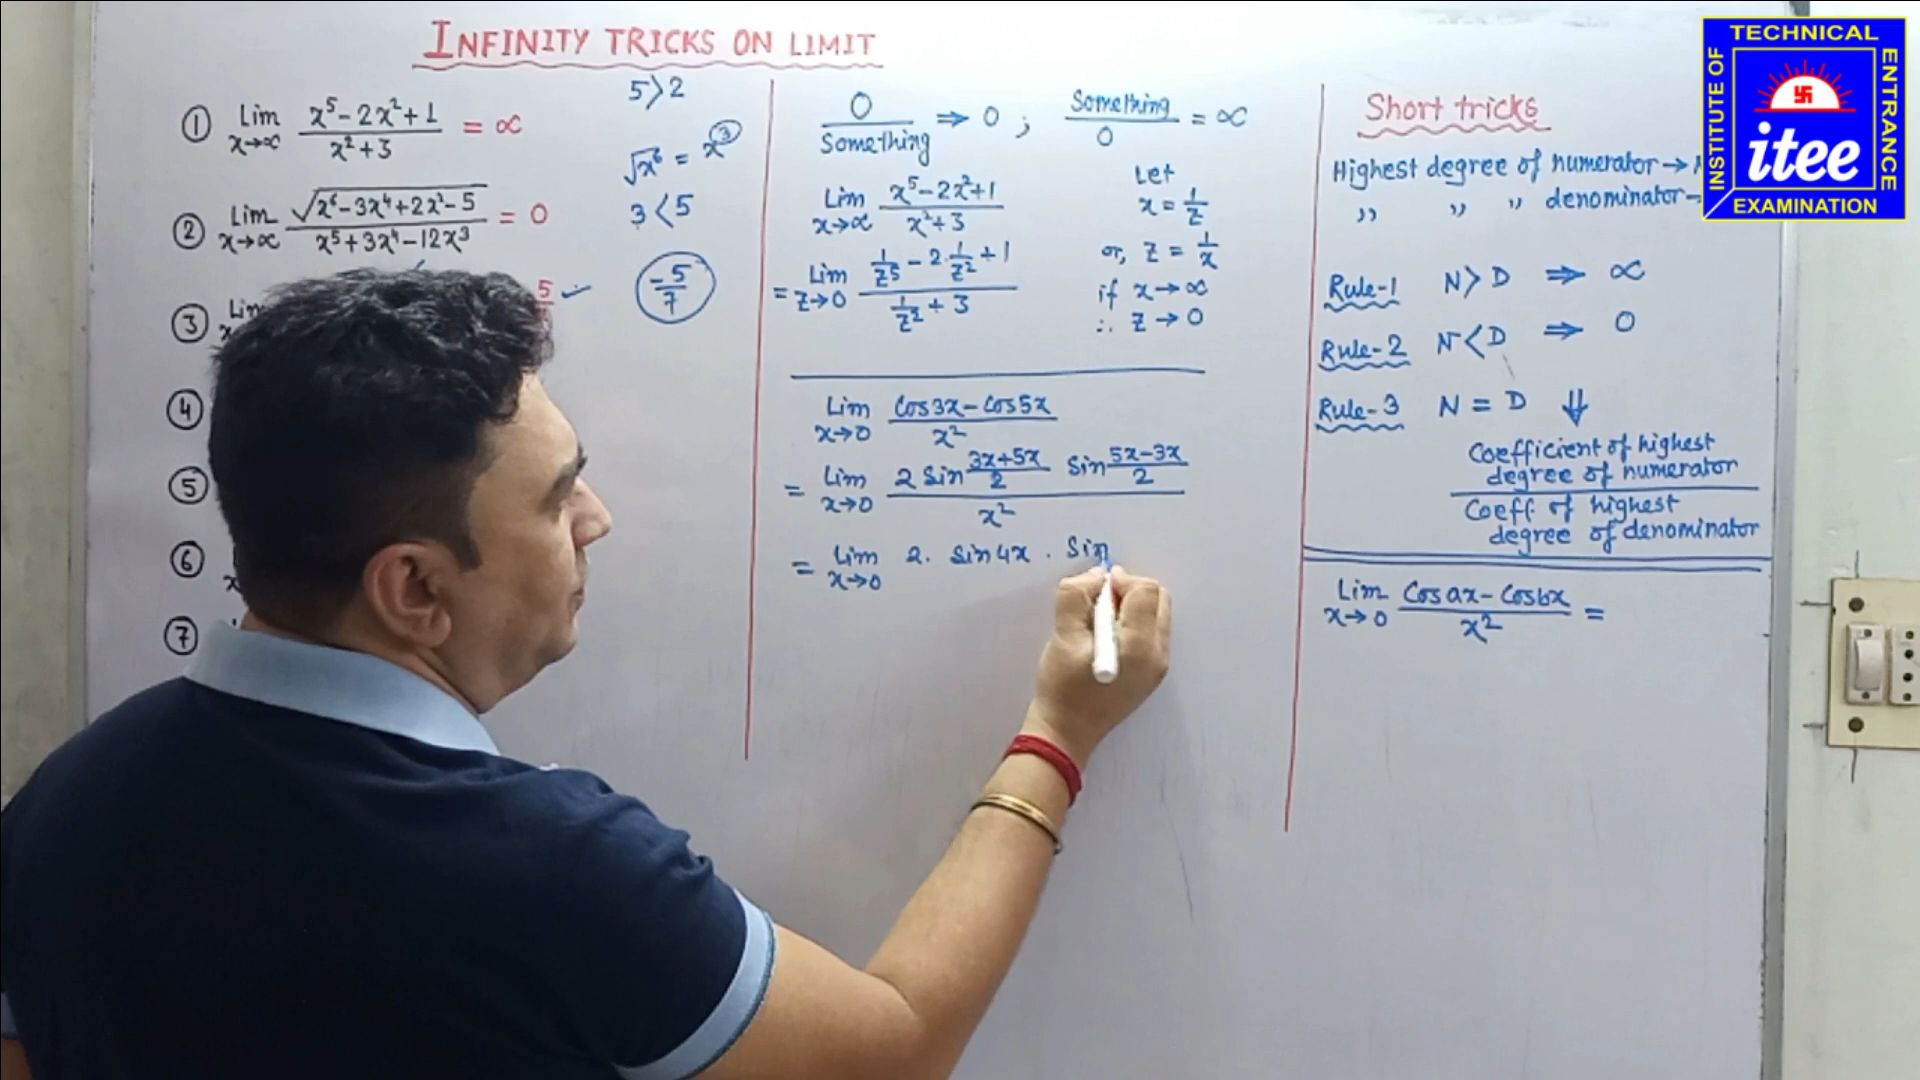 INFINITY TRICKS ON LIMIT
① Lim x→∞ (x⁵ - 2x² + 1)/(x² + 3) = ∞
5 > 2
② Lim x→∞ √(x⁶ - 3x⁴ + 2x² - 5)/(x⁵ + 3x⁴ - 12x³) = 0
√x⁶ = x³
3 < 5
③ Lim
-5/7
④
⑤
⑥
⑦
0/Something ⇒ 0 ; Something/0 = ∞
Lim x→∞ (x⁵ - 2x² + 1)/(x² + 3)
Let
x = 1/z
= Lim z→0 (1/z⁵ - 2·1/z² + 1)/(1/z² + 3)
or, z = 1/x
if x→∞
∴ z→0
Lim x→0 (Cos3x - Cos5x)/x²
= Lim x→0 (2 Sin (3x+5x)/2 Sin (5x-3x)/2)/x²
= Lim x→0 2. Sin4x . Sin
Short tricks
Highest degree of numerator →
,, ,, ,, denominator
Rule-1 N > D ⇒ ∞
Rule-2 N < D ⇒ 0
Rule-3 N = D ⇓
Coefficient of highest
degree of numerator
Coeff. of highest
degree of denominator
Lim x→0 (Cosax - Cosbx)/x² =
TECHNICAL
INSTITUTE OF
ENTRANCE
itee
EXAMINATION